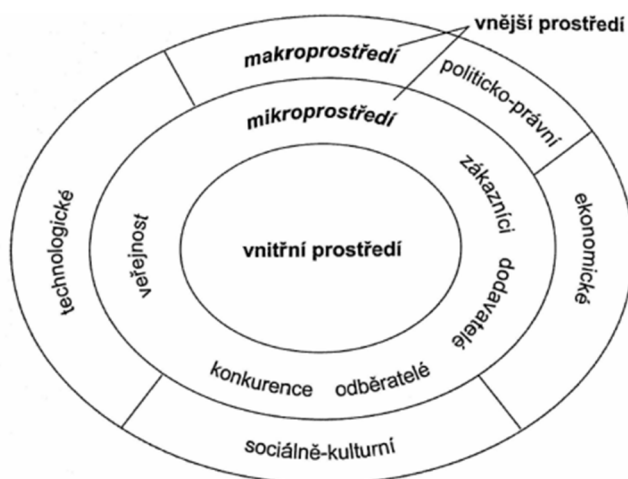 vnější prostředí
makroprostředí
politicko-právní
mikroprostředí
zákazníci
technologické
veřejnost
vnitřní prostředí
ekonomické
dodavatelé
konkurence odběratelé
sociálně-kulturní